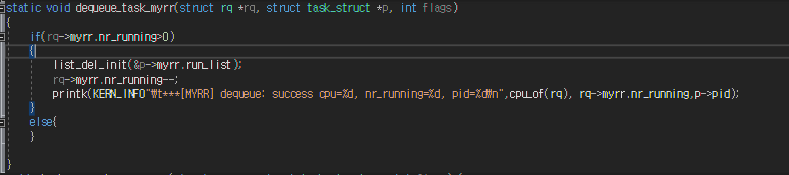 static void dequeue_task_myrr(struct rq *rq, struct task_struct *p, int flags)
{
if(rq->myrr.nr_running>0)
{
list_del_init(&p->myrr.run_list);
rq->myrr.nr_running--;
printk(KERN_INFO"₩t***[MYRR] dequeue: success cpu=%d, nr_running=%d, pid=%d₩n",cpu_of(rq), rq->myrr.nr_running,p->pid);
}
else{
}
}